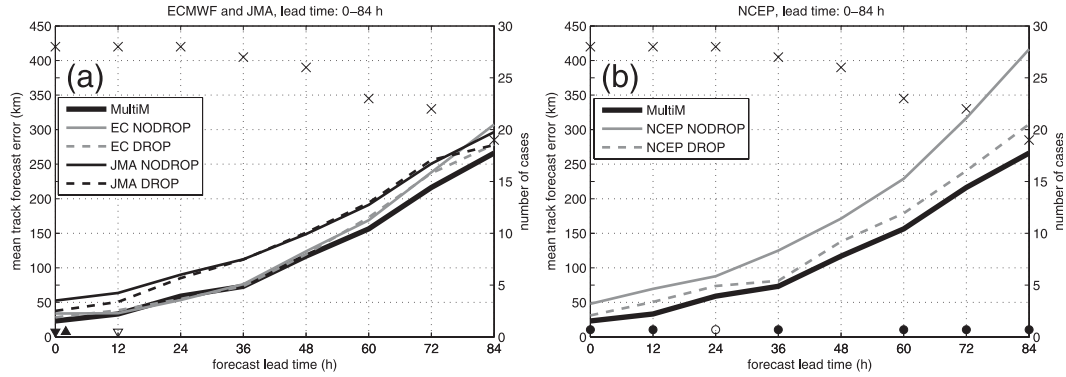 ECMWF and JMA, lead time: 0–84 h
(a)
MultiM
EC NODROP
EC DROP
JMA NODROP
JMA DROP
mean track forecast error (km)
450
400
350
300
250
200
150
100
50
0
30
25
20
15
10
5
0
number of cases
0 12 24 36 48 60 72 84
forecast lead time (h)
NCEP, lead time: 0–84 h
(b)
MultiM
NCEP NODROP
NCEP DROP
mean track forecast error (km)
450
400
350
300
250
200
150
100
50
0
30
25
20
15
10
5
0
number of cases
0 12 24 36 48 60 72 84
forecast lead time (h)